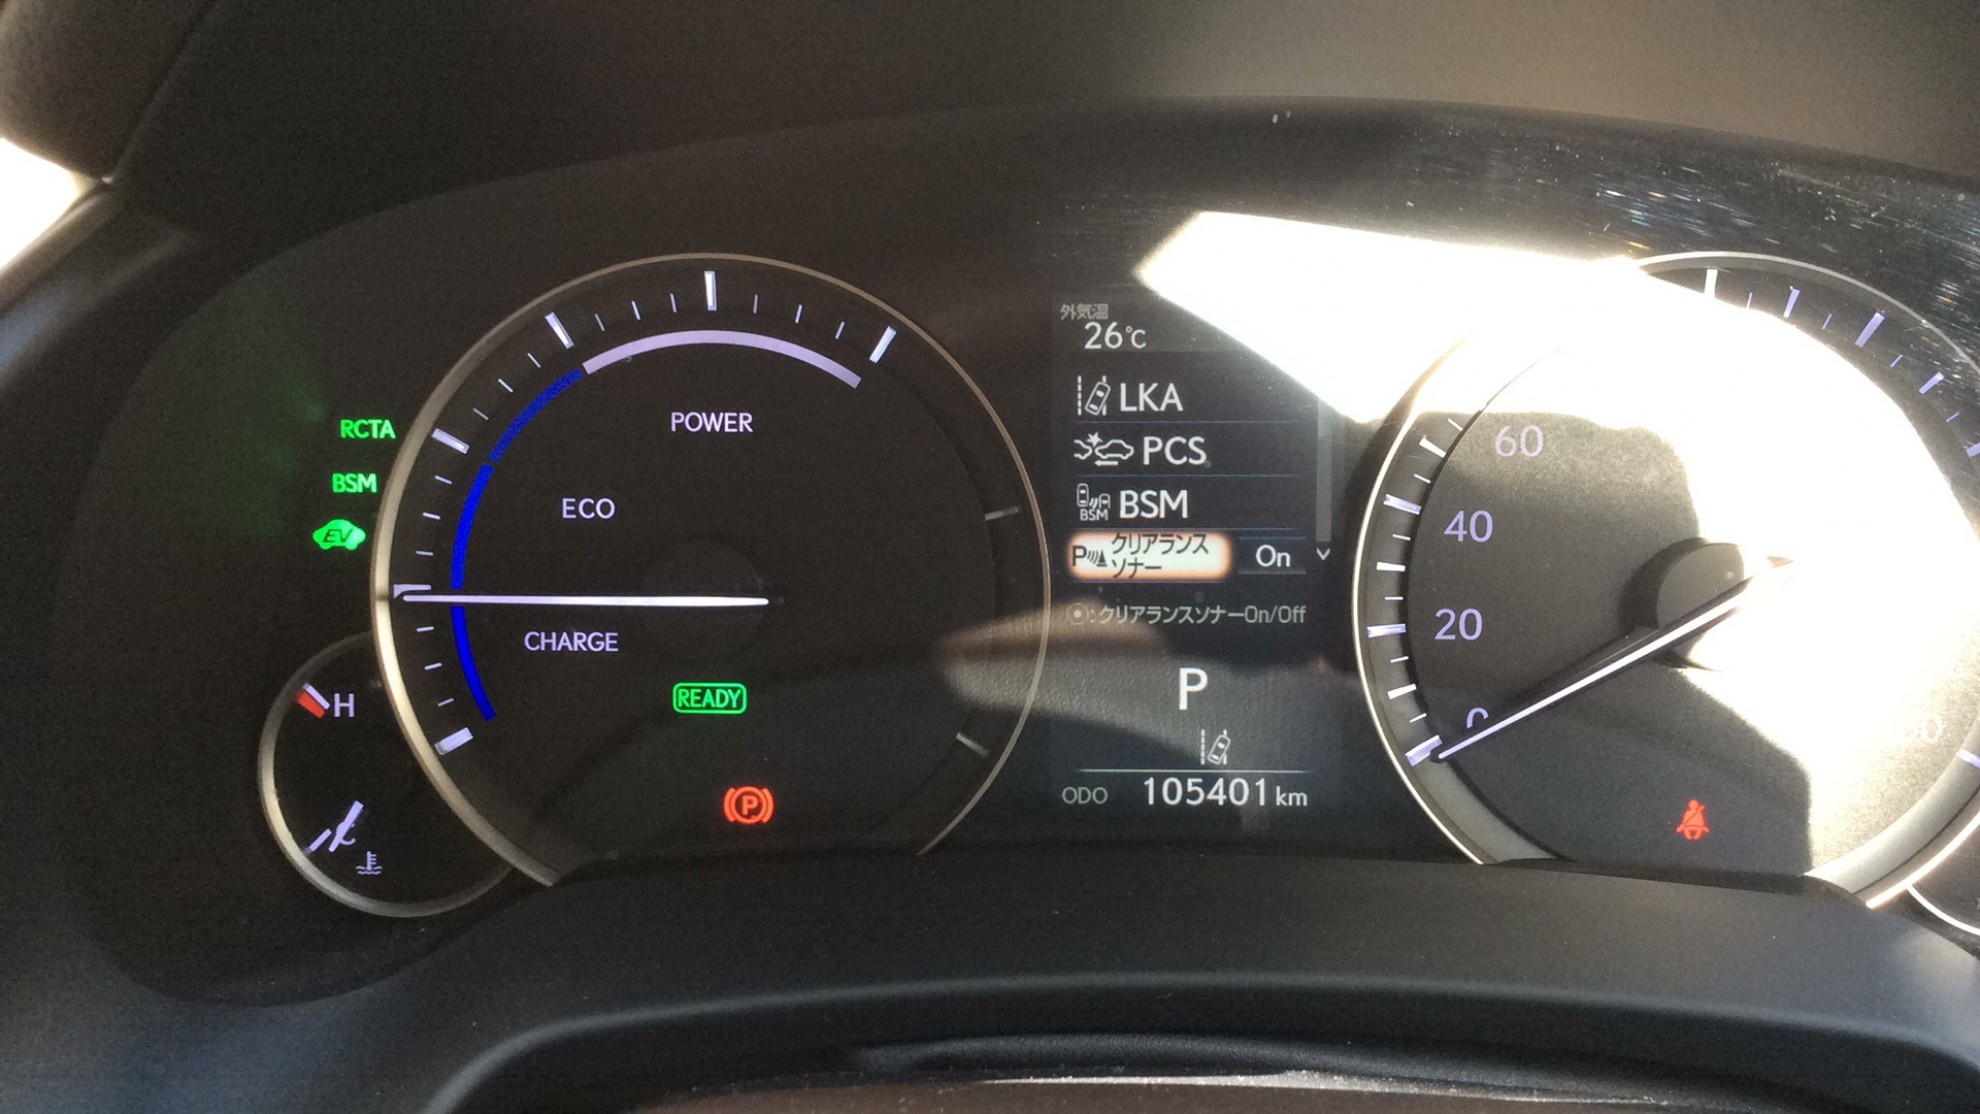 RCTA
BSM
EV
POWER
ECO
CHARGE
READY
P
H
外気温
26℃
LKA
PCS
BSM
BSM
P クリアランス
ソナー
On
:クリアランスソナーOn/Off
P
ODO 105401 km
60
40
20
0